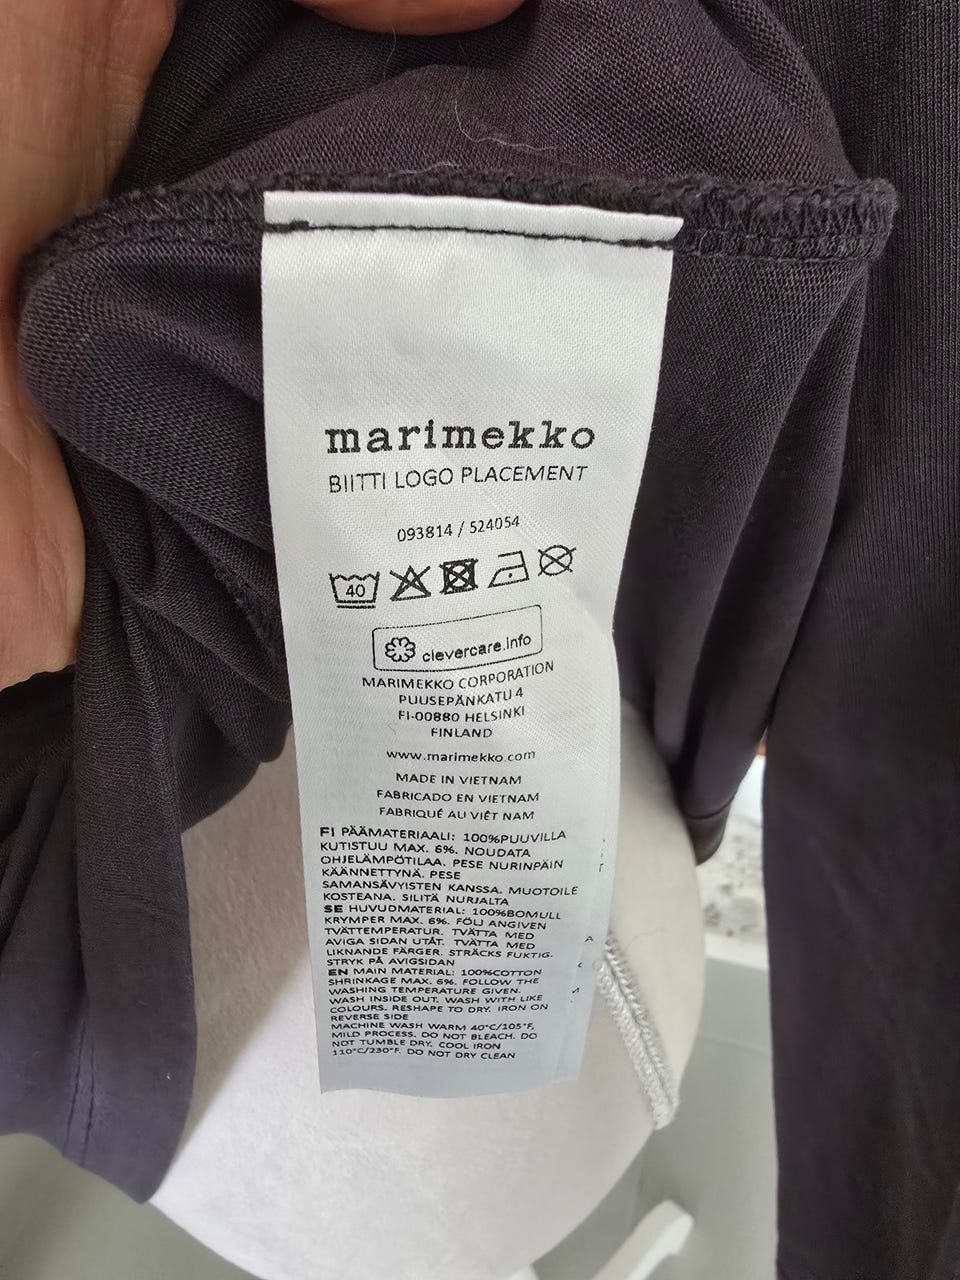 marimekko
BIITTI LOGO PLACEMENT
093814 / 524054
40
clevercare.info
MARIMEKKO CORPORATION
PUUSEPÄNKATU 4
FI-00880 HELSINKI
FINLAND
www.marimekko.com
MADE IN VIETNAM
FABRICADO EN VIETNAM
FABRIQUÉ AU VIÊT NAM
FI PÄÄMATERIAALI: 100%PUUVILLA
KUTISTUU MAX. 6%. NOUDATA
OHJELÄMPÖTILAA. PESE NURINPÄIN
KÄÄNNETTYNÄ. PESE
SAMANSÄVYISTEN KANSSA. MUOTOILE
KOSTEANA. SILITÄ NURJALTA
SE HUVUDMATERIAL: 100%BOMULL
KRYMPER MAX. 6%. FÖLJ ANGIVEN
TVÄTTEMPERATUR. TVÄTTA MED
AVIGA SIDAN UTÅT. TVÄTTA MED
LIKNANDE FÄRGER. STRÄCKS FUKTIG.
STRYK PÅ AVIGSIDAN
EN MAIN MATERIAL: 100%COTTON
SHRINKAGE MAX. 6%. FOLLOW THE
WASHING TEMPERATURE GIVEN.
WASH INSIDE OUT. WASH WITH LIKE
COLOURS. RESHAPE TO DRY. IRON ON
REVERSE SIDE
MACHINE WASH WARM 40°C/105°F,
MILD PROCESS. DO NOT BLEACH. DO
NOT TUMBLE DRY. COOL IRON
110°C/230°F. DO NOT DRY CLEAN